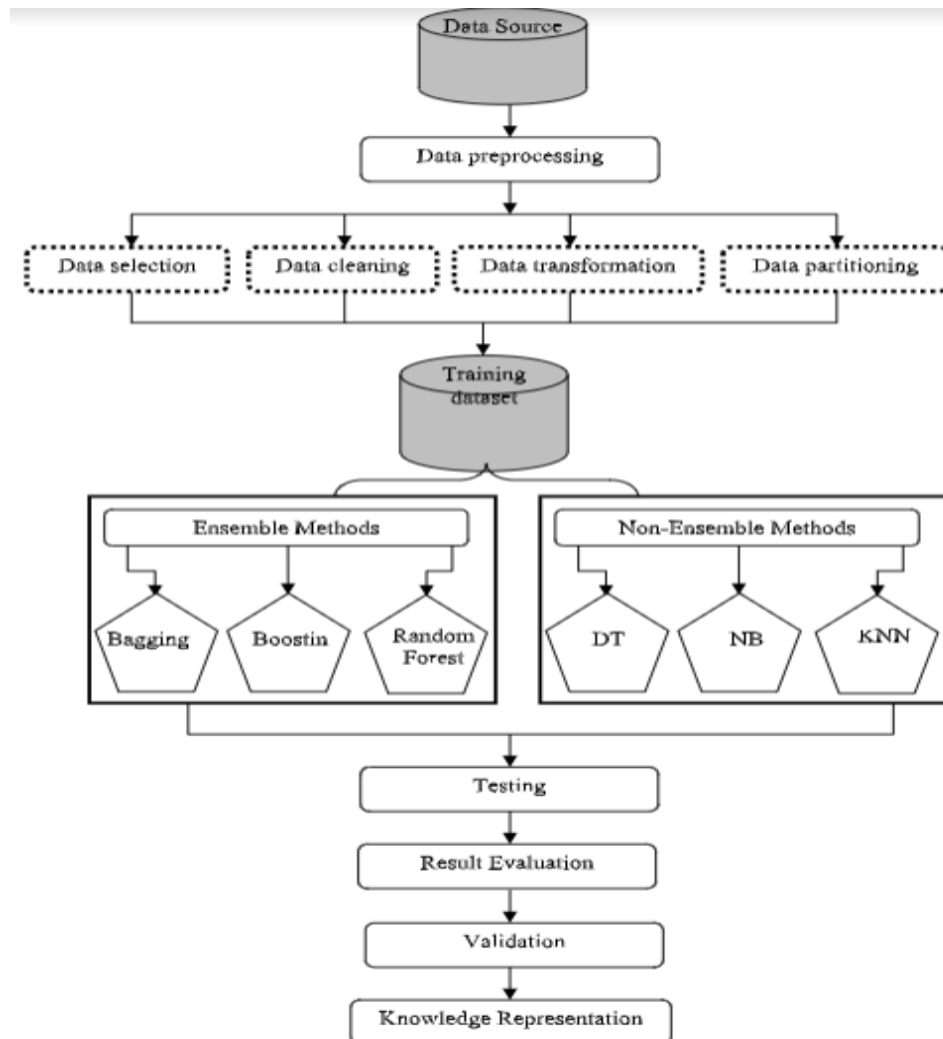 Data Source
Data preprocessing
Data selection
Data cleaning
Data transformation
Data partitioning
Training
dataset
Ensemble Methods
Non-Ensemble Methods
Bagging
Boostin
Random
Forest
DT
NB
KNN
Testing
Result Evaluation
Validation
Knowledge Representation